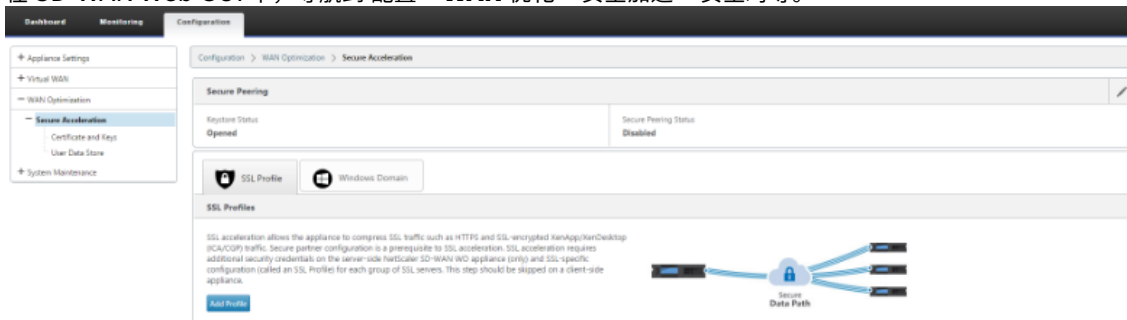 Dashboard Monitoring Configuration
+ Appliance Settings
+ Virtual WAN
− WAN Optimization
− Secure Acceleration
Certificate and Keys
User Data Store
+ System Maintenance
Configuration > WAN Optimization > Secure Acceleration
Secure Peering
Keystore Status
Opened
Secure Peering Status
Disabled
SSL Profile
Windows Domain
SSL Profiles
SSL acceleration allows the appliance to compress SSL traffic such as HTTPS and SSL-encrypted XenApp/XenDesktop
(ICA/CGP) traffic. Secure partner configuration is a prerequisite to SSL acceleration. SSL acceleration requires
additional security credentials on the server-side NetScaler SD-WAN WO appliance (only) and SSL-specific
configuration (called an SSL Profile) for each group of SSL servers. This step should be skipped on a client-side
appliance.
Add Profile
Secure
Data Path